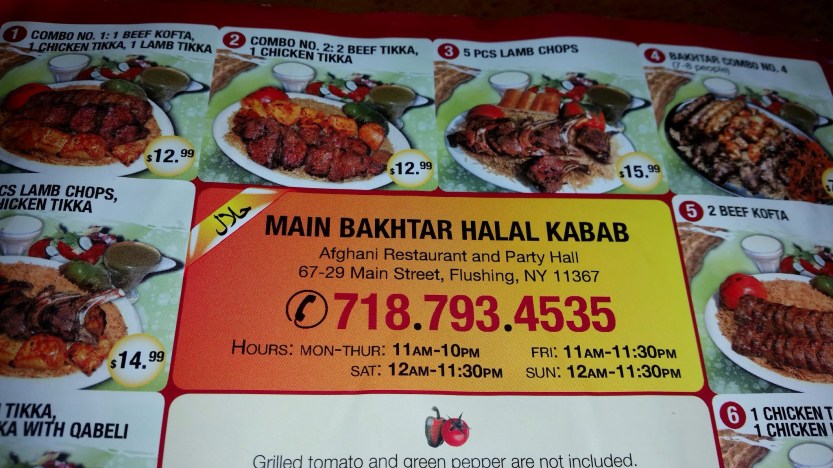 1 COMBO NO. 1: 1 BEEF KOFTA,
1 CHICKEN TIKKA, 1 LAMB TIKKA
$12.99
2 COMBO NO. 2: 2 BEEF TIKKA,
1 CHICKEN TIKKA
$12.99
3 5 PCS LAMB CHOPS
$15.99
4 BAKHTAR COMBO NO. 4
(7-8 people)
PCS LAMB CHOPS,
CHICKEN TIKKA
$14.99
حلال
MAIN BAKHTAR HALAL KABAB
Afghani Restaurant and Party Hall
67-29 Main Street, Flushing, NY 11367
718.793.4535
HOURS: MON-THUR: 11AM-10PM FRI: 11AM-11:30PM
SAT: 12AM-11:30PM SUN: 12AM-11:30PM
5 2 BEEF KOFTA
TIKKA,
KA WITH QABELI
Grilled tomato and green pepper are not included.
6 1 CHICKEN T
1 CHICKEN